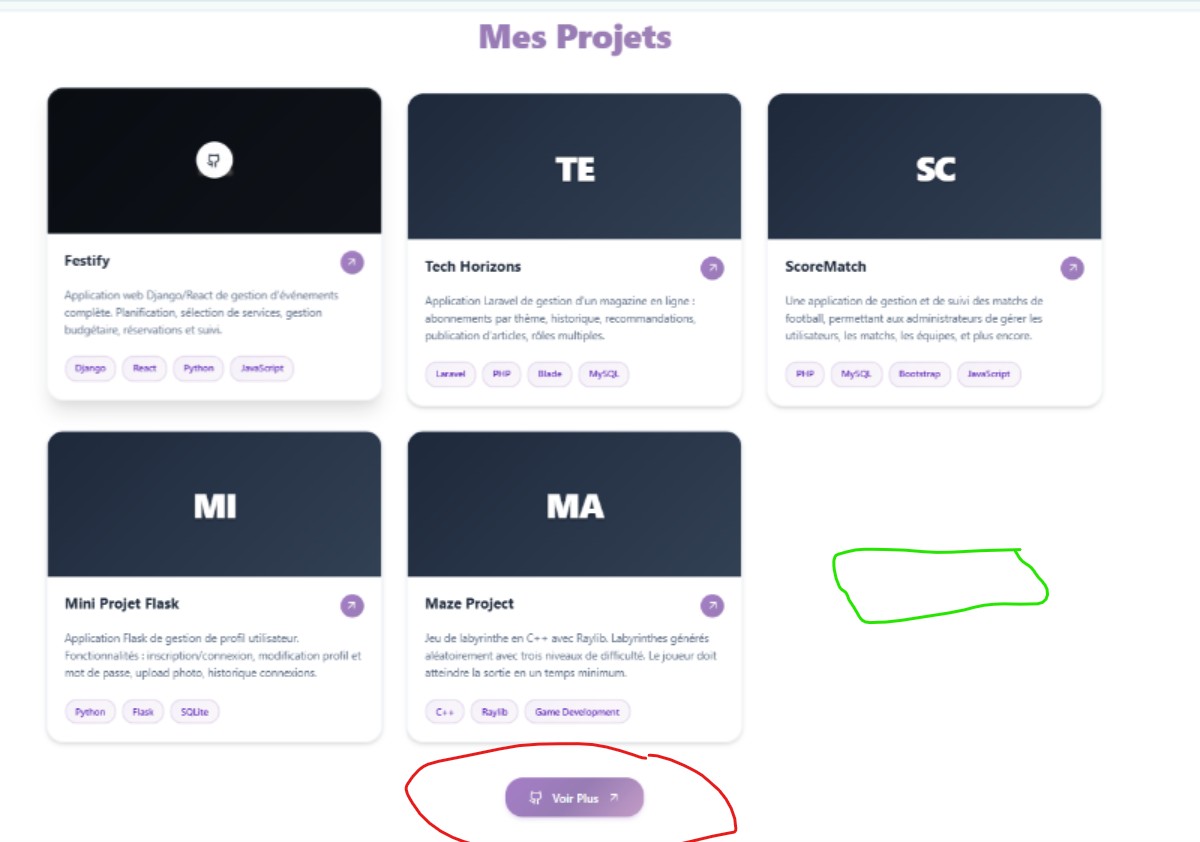 Mes Projets
TE
SC
Festify
Application web Django/React de gestion d'événements
complète. Planification, sélection de services, gestion
budgétaire, réservations et suivi.
Django React Python JavaScript
Tech Horizons
Application Laravel de gestion d'un magazine en ligne :
abonnements par thème, historique, recommandations,
publication d'articles, rôles multiples.
Laravel PHP Blade MySQL
ScoreMatch
Une application de gestion et de suivi des matchs de
football, permettant aux administrateurs de gérer les
utilisateurs, les matchs, les équipes, et plus encore.
PHP MySQL Bootstrap JavaScript
MI
MA
Mini Projet Flask
Application Flask de gestion de profil utilisateur.
Fonctionnalités : inscription/connexion, modification profil et
mot de passe, upload photo, historique connexions.
Python Flask SQLite
Maze Project
Jeu de labyrinthe en C++ avec Raylib. Labyrinthes générés
aléatoirement avec trois niveaux de difficulté. Le joueur doit
atteindre la sortie en un temps minimum.
C++ Raylib Game Development
Voir Plus